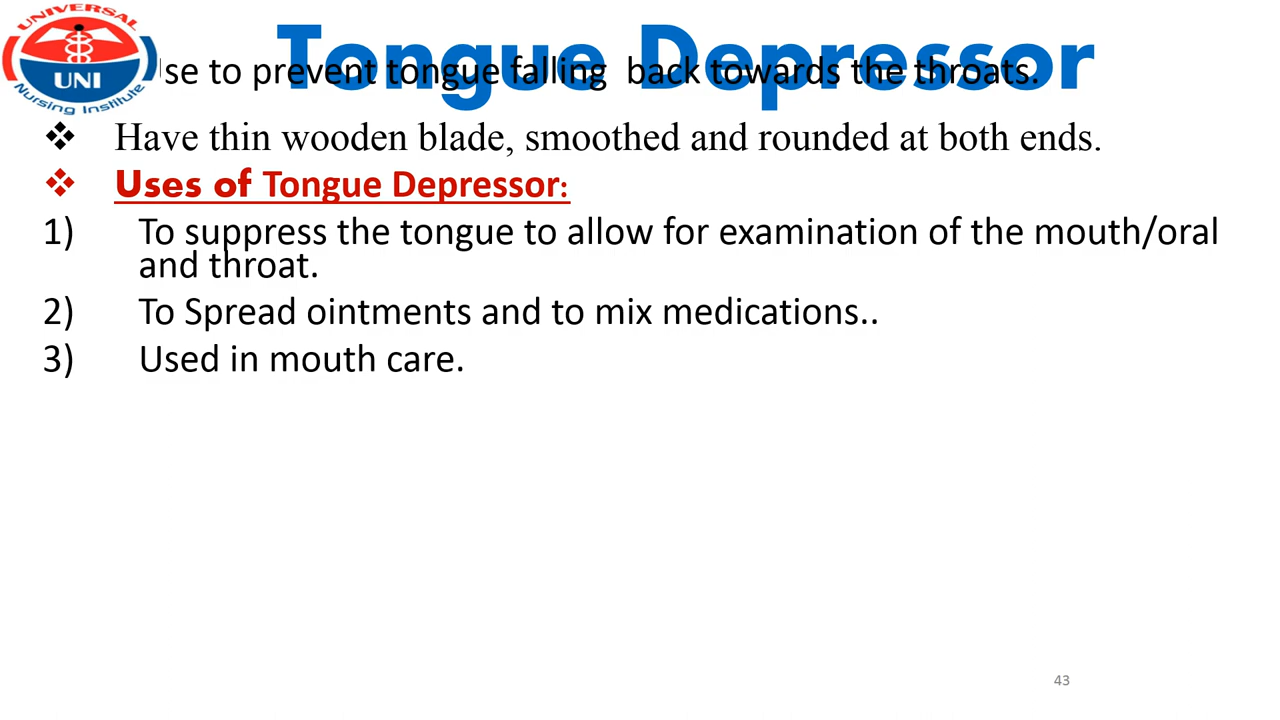 UNIVERSAL
UNI
Nursing Institute
Tongue Depressor
Use to prevent tongue falling  back towards the throats.
❖ Have thin wooden blade, smoothed and rounded at both ends.
❖ Uses of Tongue Depressor:
1) To suppress the tongue to allow for examination of the mouth/oral
and throat.
2) To Spread ointments and to mix medications..
3) Used in mouth care.
43